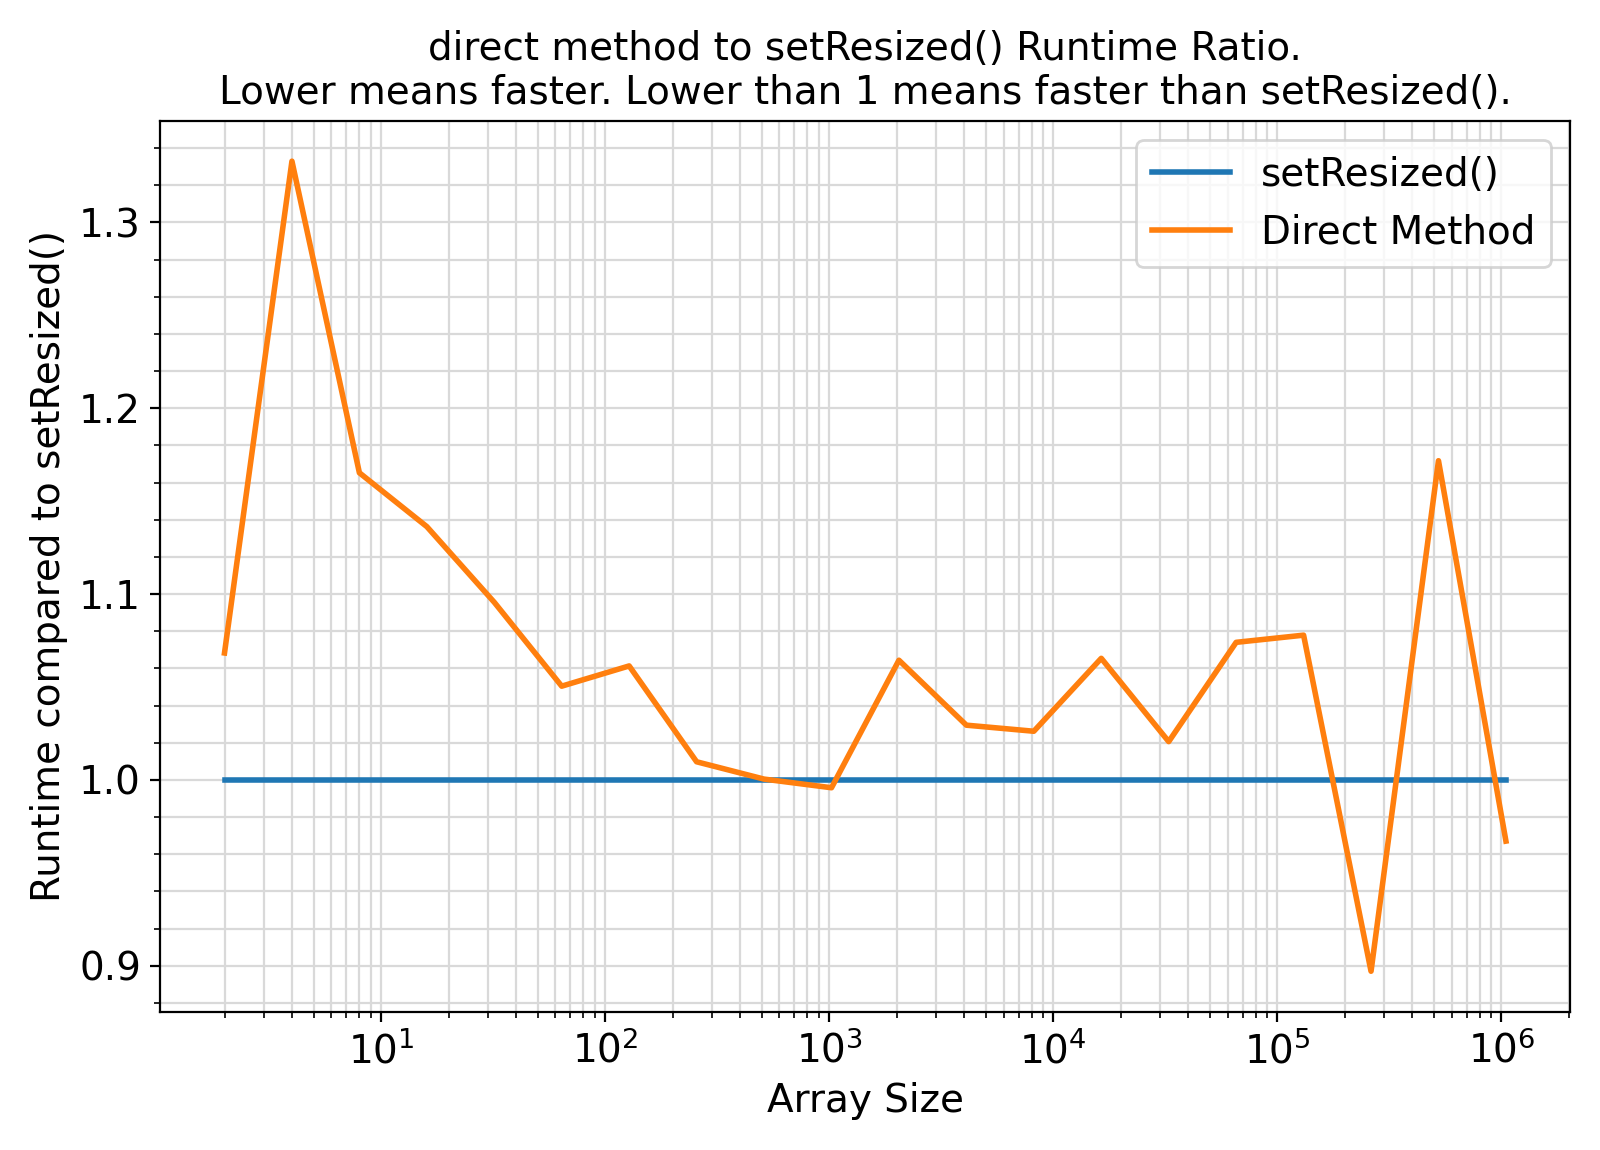 direct method to setResized() Runtime Ratio.
Lower means faster. Lower than 1 means faster than setResized().
setResized()
Direct Method
Runtime compared to setResized()
1.3
1.2
1.1
1.0
0.9
10¹ 10² 10³ 10⁴ 10⁵ 10⁶
Array Size